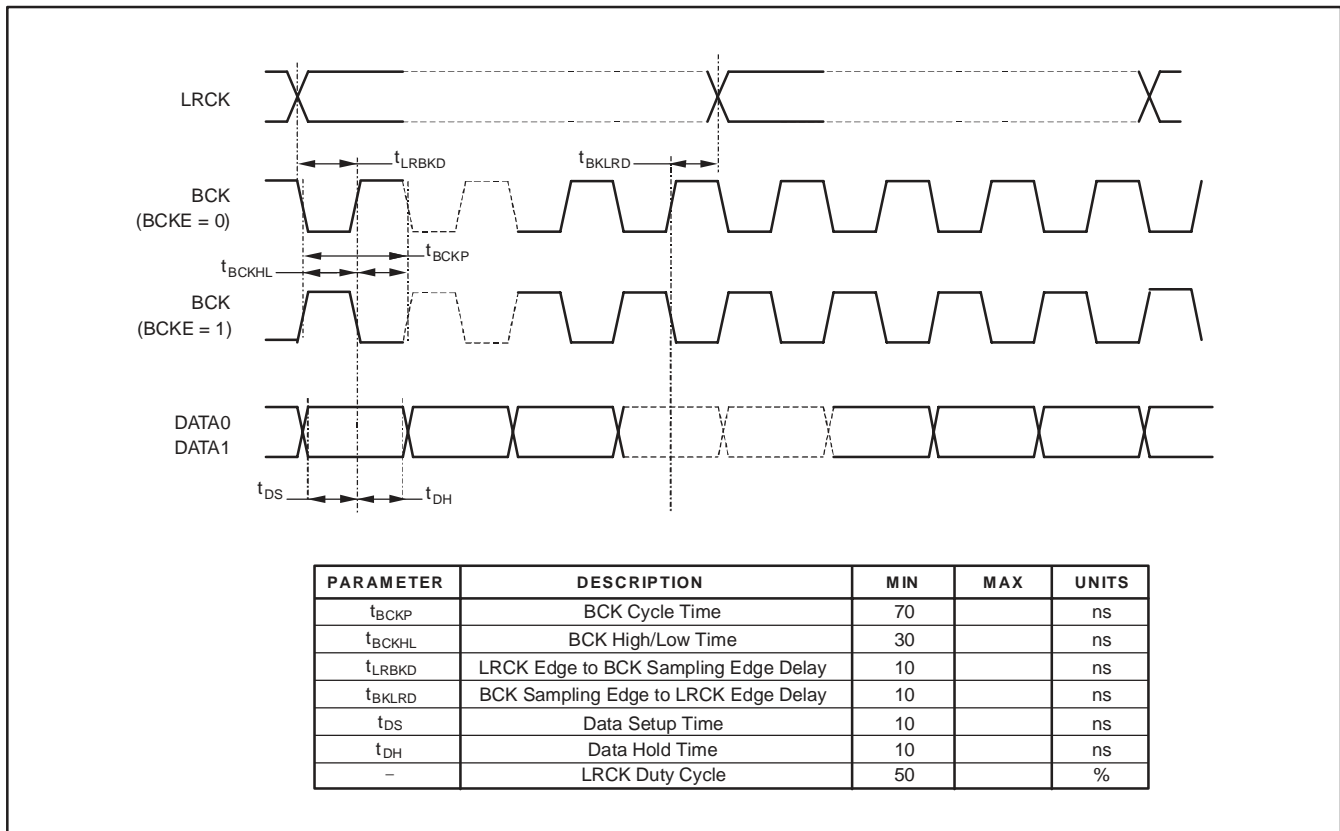 LRCK
tLRBKD
tBKLRD
BCK
(BCKE = 0)
tBCKP
tBCKHL
BCK
(BCKE = 1)
DATA0
DATA1
tDS
tDH
PARAMETER DESCRIPTION MIN MAX UNITS
tBCKP BCK Cycle Time 70 ns
tBCKHL BCK High/Low Time 30 ns
tLRBKD LRCK Edge to BCK Sampling Edge Delay 10 ns
tBKLRD BCK Sampling Edge to LRCK Edge Delay 10 ns
tDS Data Setup Time 10 ns
tDH Data Hold Time 10 ns
– LRCK Duty Cycle 50 %